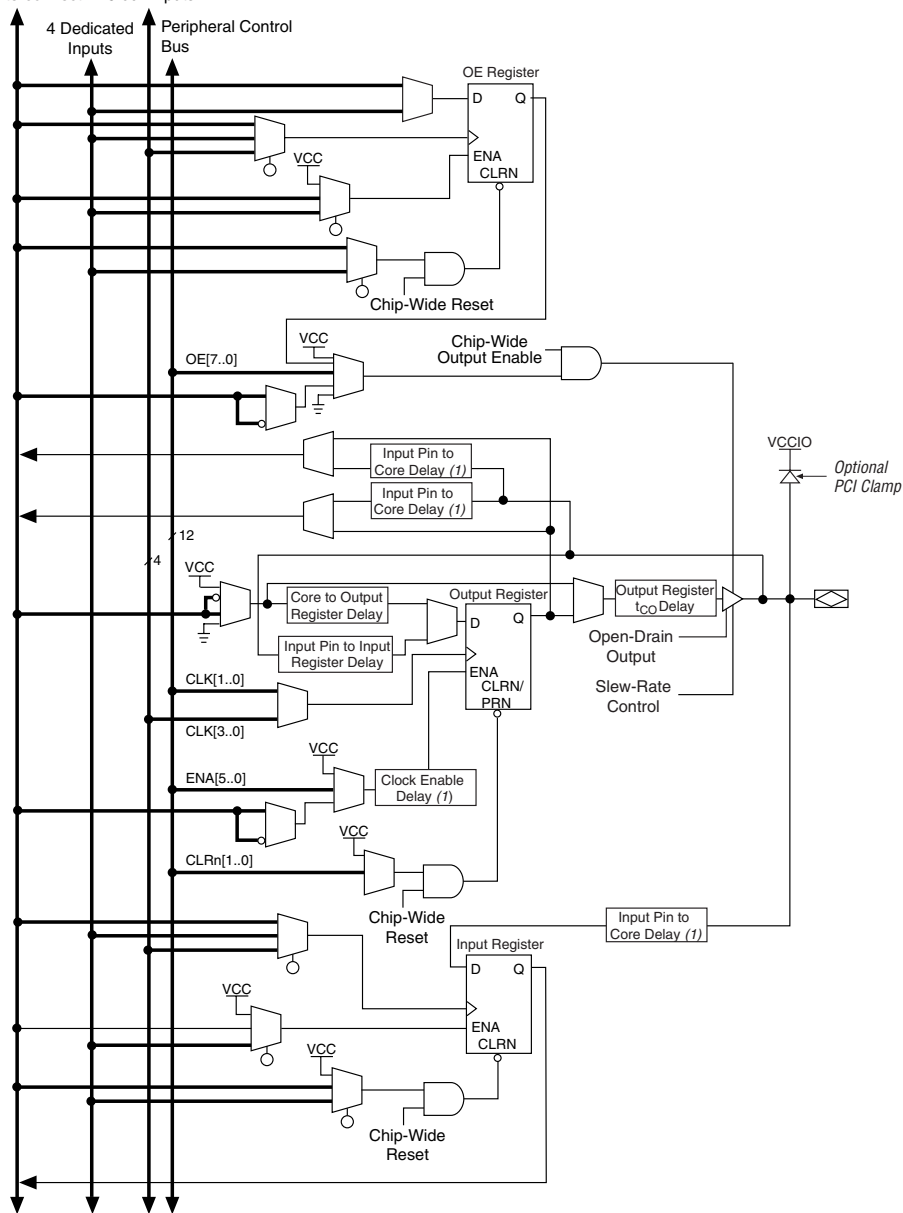 4 Dedicated
Inputs
Peripheral Control
Bus
OE Register
D Q
ENA
CLRN
VCC
Chip-Wide Reset
VCC
Chip-Wide
Output Enable
OE[7..0]
Input Pin to
Core Delay (1)
Input Pin to
Core Delay (1)
VCCIO
Optional
PCI Clamp
12
4
VCC
Core to Output
Register Delay
Output Register
D Q
ENA
CLRN/
PRN
Output Register
tCO Delay
Input Pin to Input
Register Delay
Open-Drain
Output
Slew-Rate
Control
CLK[1..0]
CLK[3..0]
VCC
ENA[5..0]
Clock Enable
Delay (1)
VCC
CLRn[1..0]
Chip-Wide
Reset
Input Pin to
Core Delay (1)
Input Register
D Q
ENA
CLRN
VCC
VCC
Chip-Wide
Reset